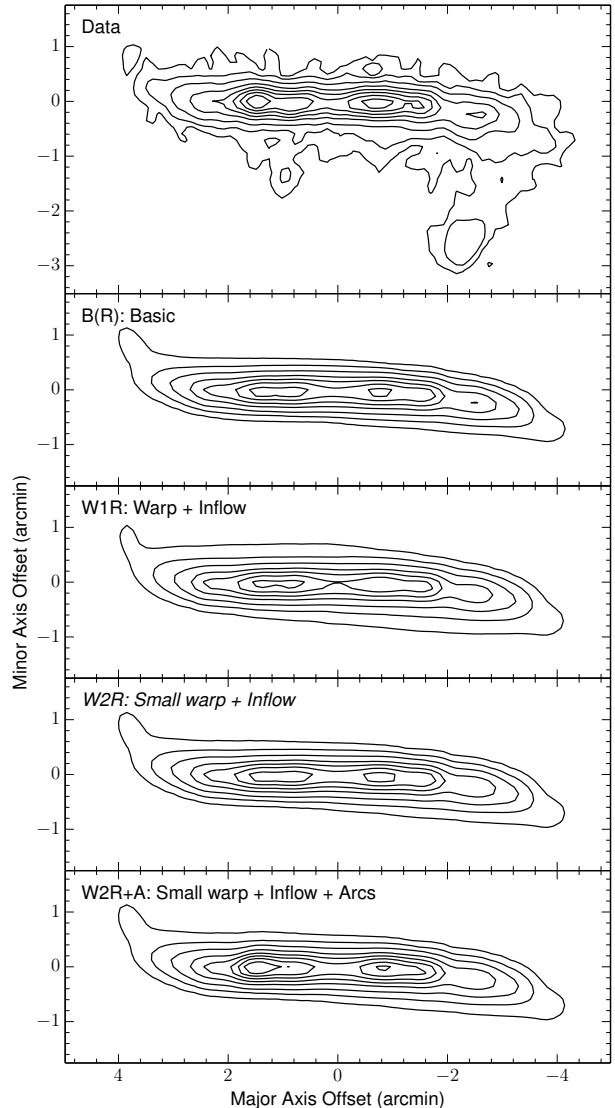 Data
1
0
−1
−2
−3
B(R): Basic
1
0
−1
W1R: Warp + Inflow
1
0
−1
W2R: Small warp + Inflow
1
0
−1
W2R+A: Small warp + Inflow + Arcs
1
0
−1
4 2 0 −2 −4
Major Axis Offset (arcmin)
Minor Axis Offset (arcmin)